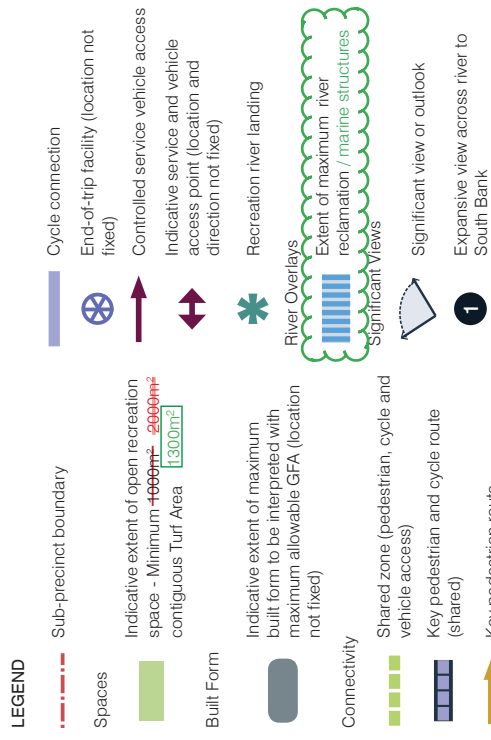 LEGEND
Sub-precinct boundary
Spaces
Indicative extent of open recreation
space - Minimum 1000m² 2000m²
1300m²
contiguous Turf Area
Built Form
Indicative extent of maximum
built form to be interpreted with
maximum allowable GFA (location
not fixed)
Connectivity
Shared zone (pedestrian, cycle and
vehicle access)
Key pedestrian and cycle route
(shared)
Key pedestrian route
Cycle connection
End-of-trip facility (location not
fixed)
Controlled service vehicle access
Indicative service and vehicle
access point (location and
direction not fixed)
Recreation river landing
River Overlays
Extent of maximum river
reclamation / marine structures
Significant Views
Significant view or outlook
1
Expansive view across river to
South Bank